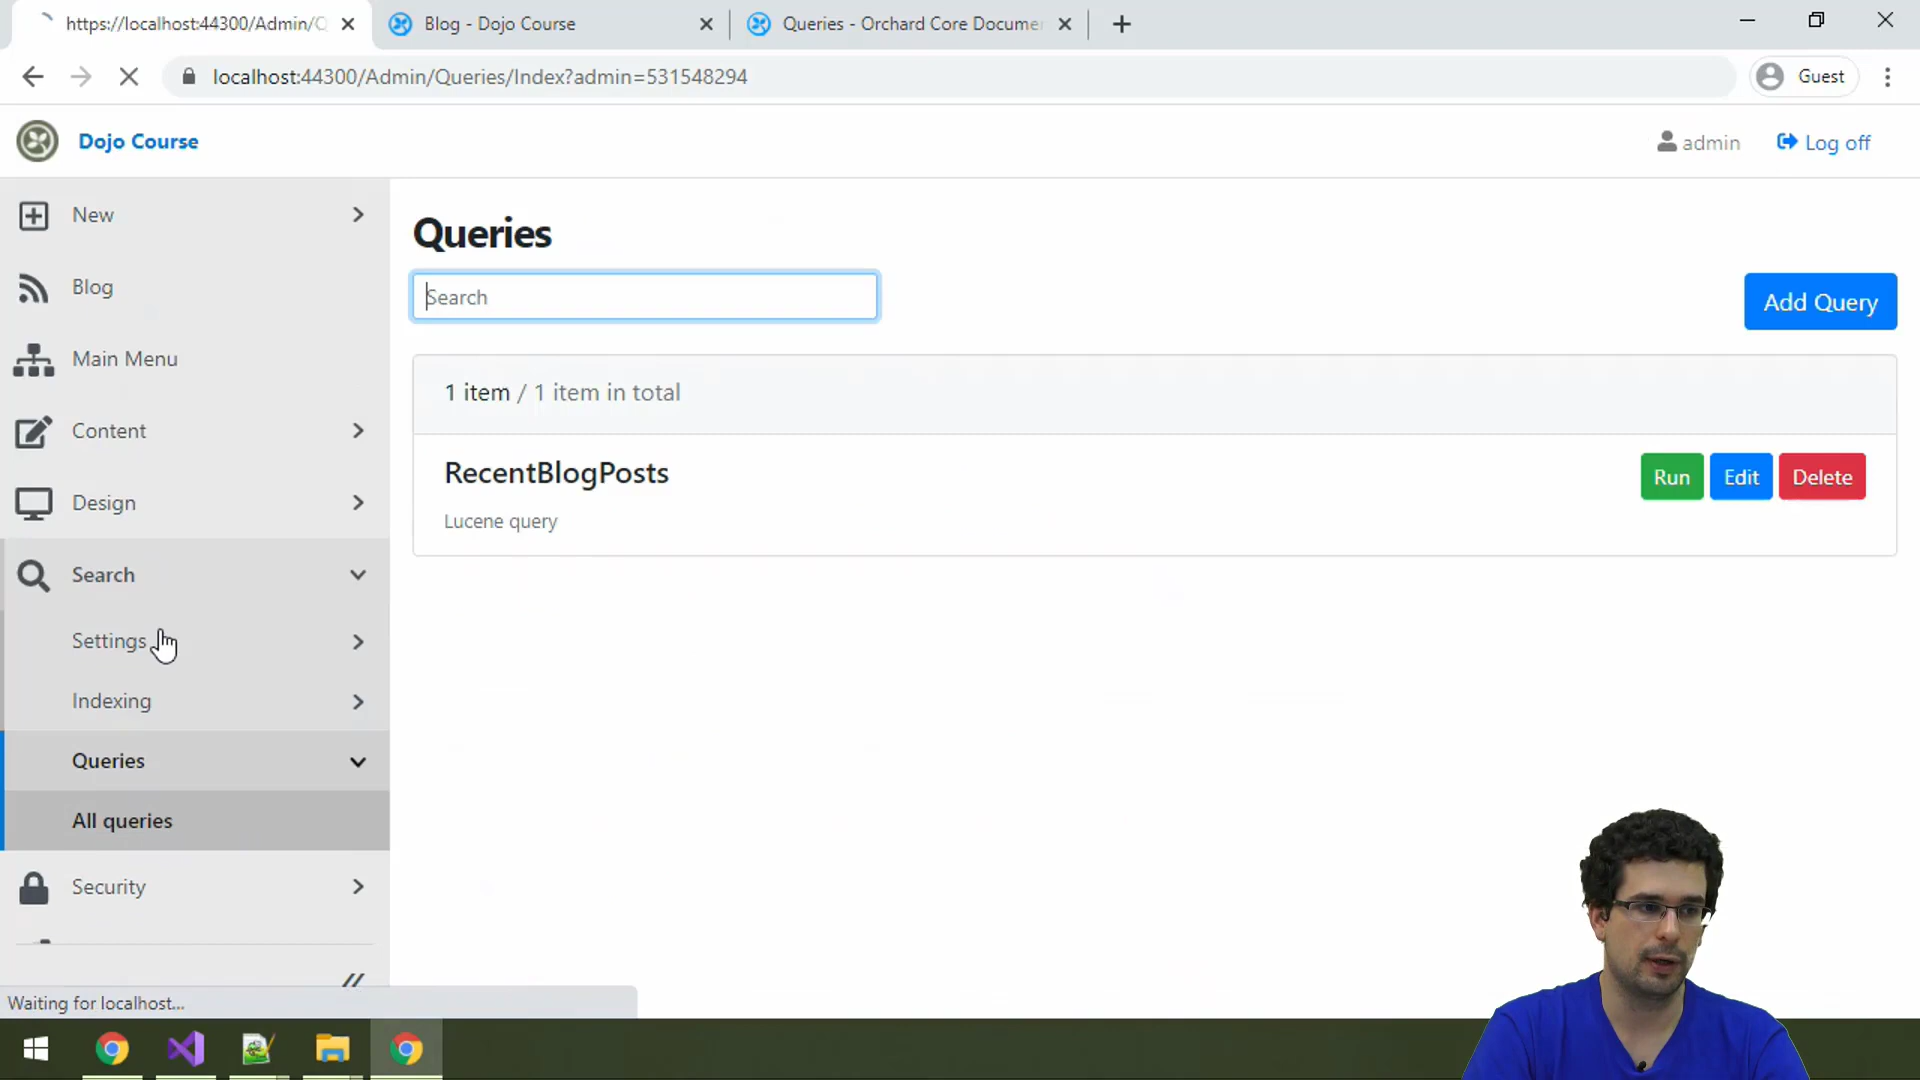 https://localhost:44300/Admin/Q
Blog - Dojo Course
Queries - Orchard Core Docume
localhost:44300/Admin/Queries/Index?admin=531548294
Guest
Dojo Course
admin
Log off
New
Blog
Main Menu
Content
Design
Search
Settings
Indexing
Queries
All queries
Security
Queries
Search
Add Query
1 item / 1 item in total
RecentBlogPosts
Run
Edit
Delete
Lucene query
Waiting for localhost...